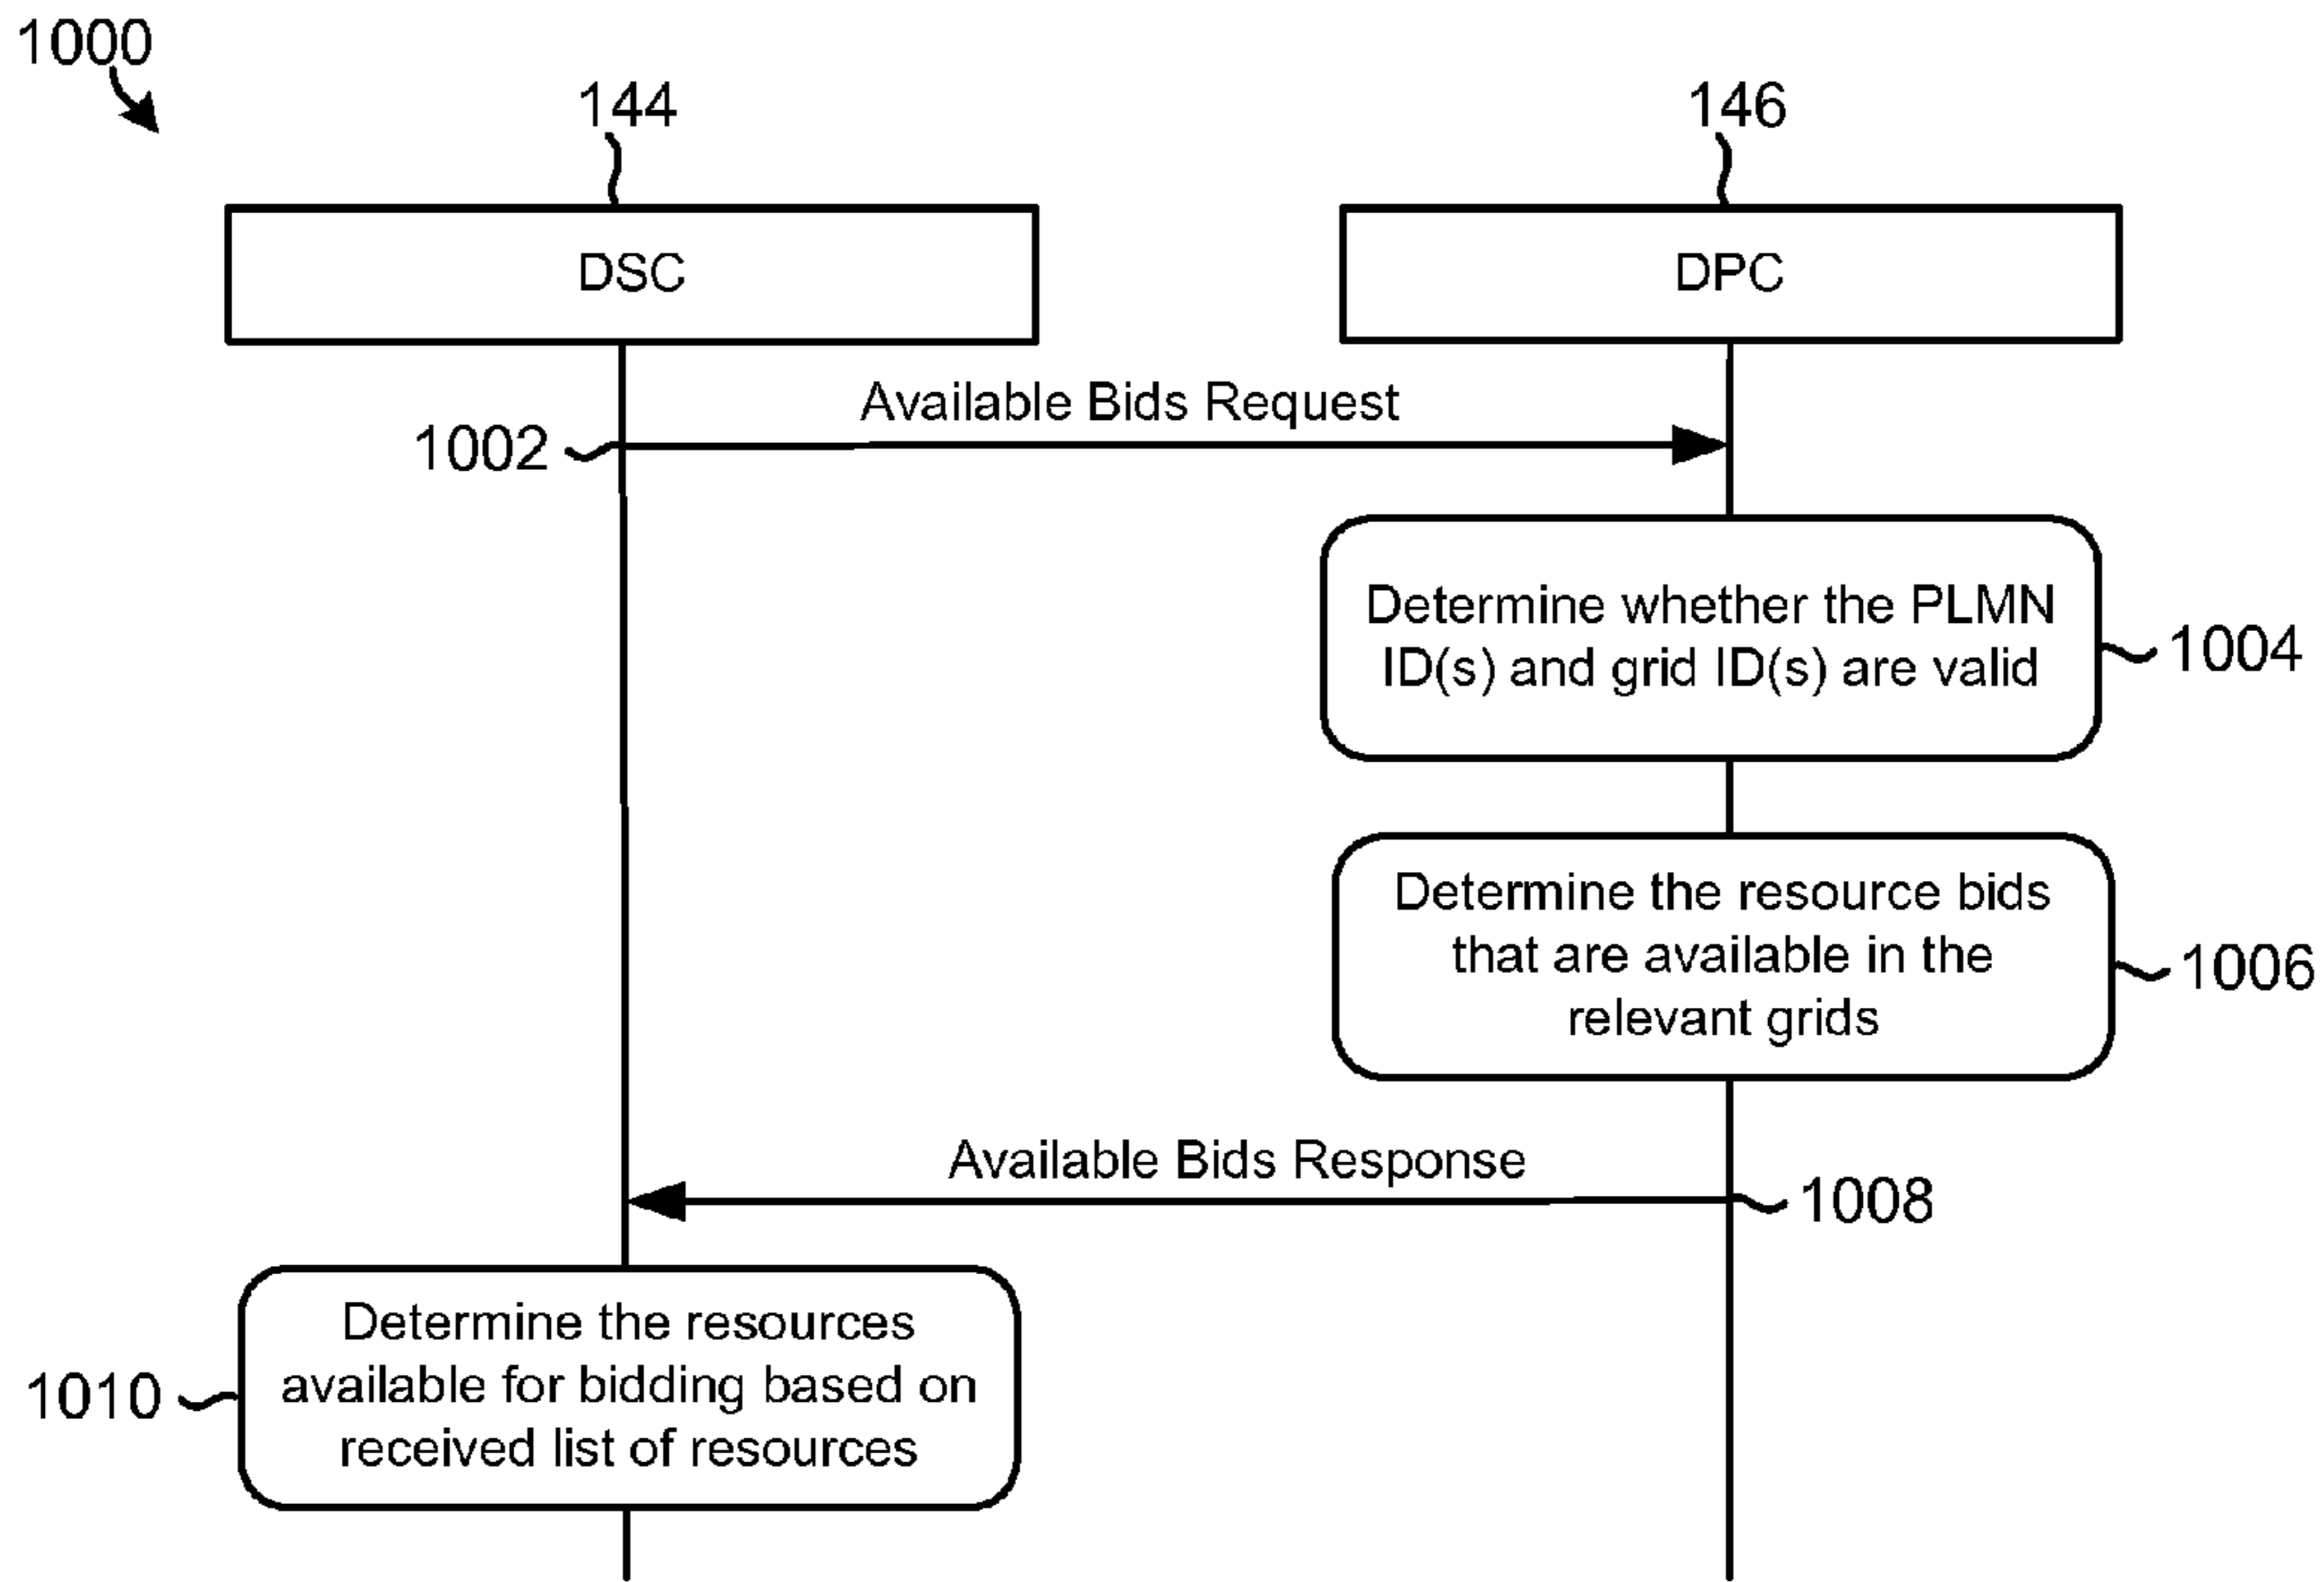 1000
144
146
DSC
DPC
Available Bids Request
1002
Determine whether the PLMN
ID(s) and grid ID(s) are valid
1004
Determine the resource bids
that are available in the
relevant grids
1006
Available Bids Response
1008
Determine the resources
available for bidding based on
received list of resources
1010